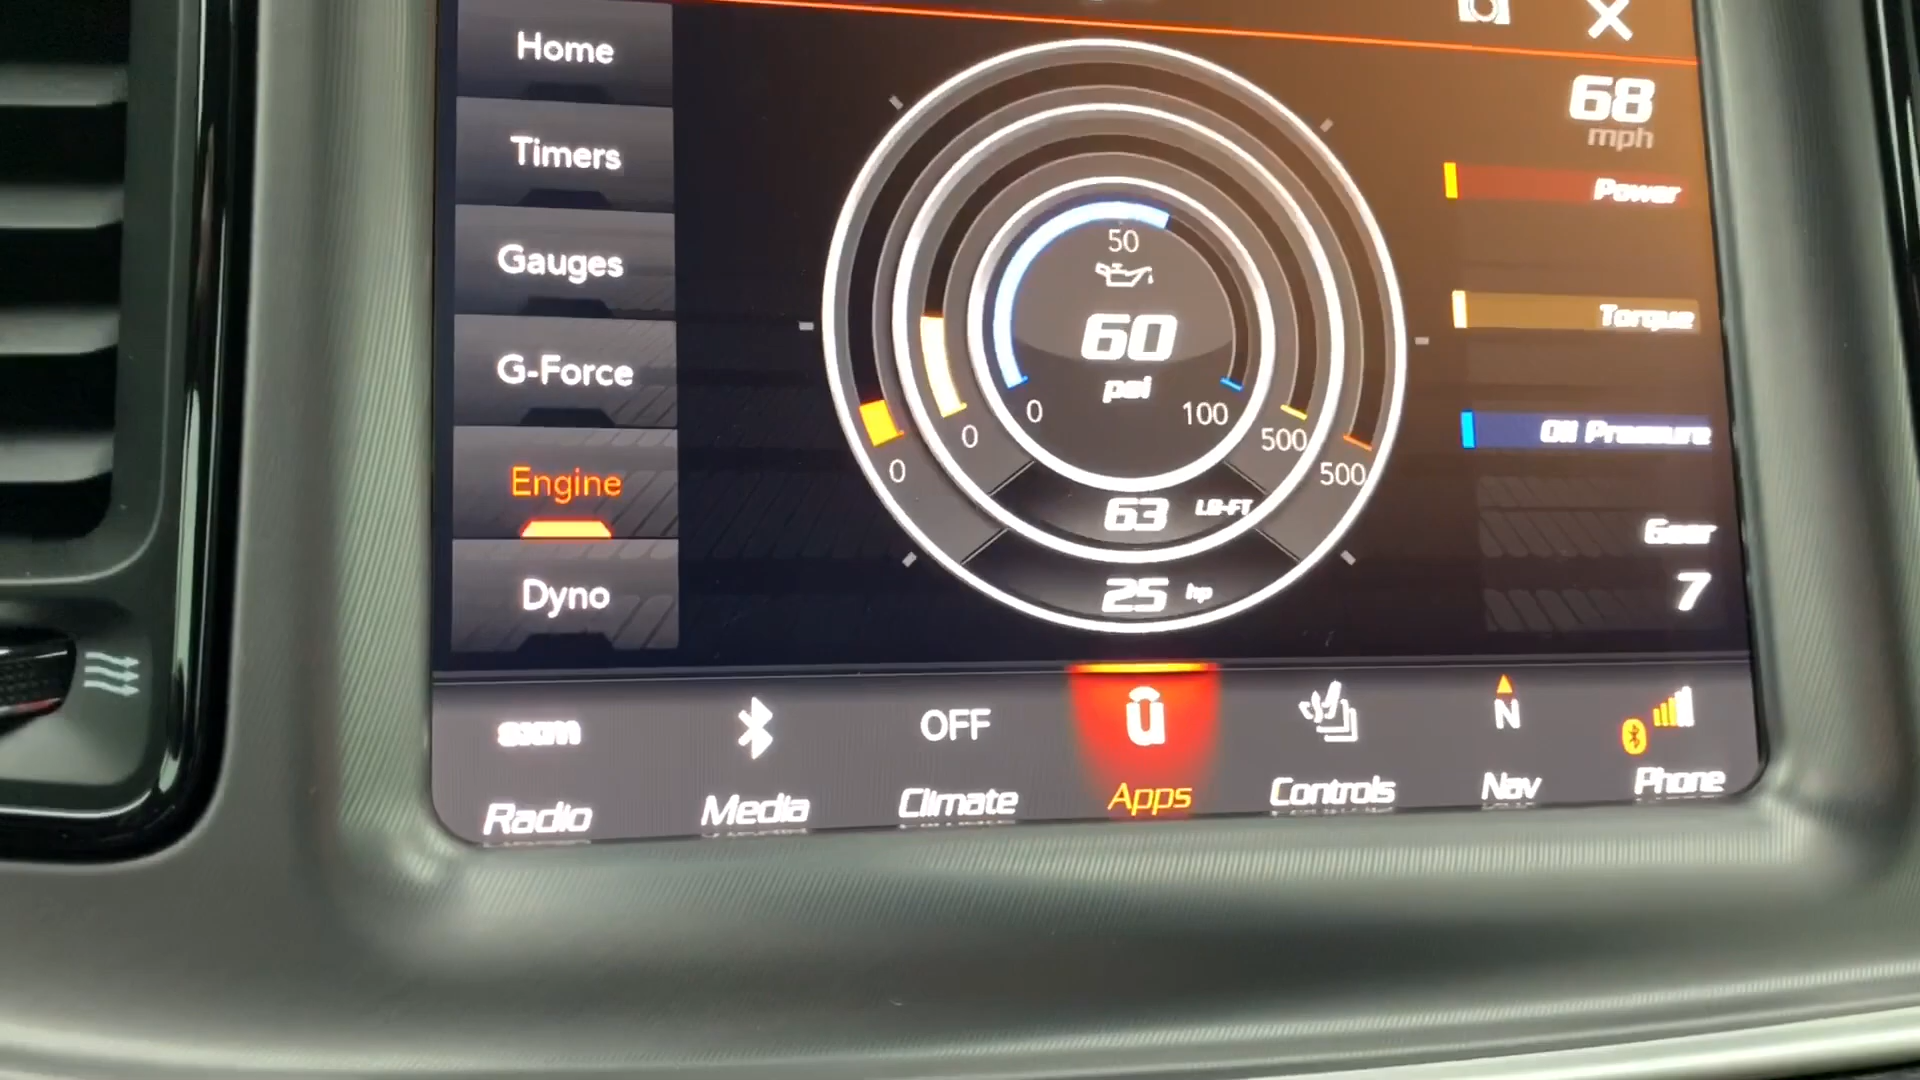 Home
Timers
Gauges
G-Force
Engine
Dyno
50
60
psi
0
100
0
500
0
500
63 LB-FT
25 hp
68
mph
Power
Torque
Oil Pressure
Gear
7
sxm
OFF
N
Radio
Media
Climate
Apps
Controls
Nav
Phone